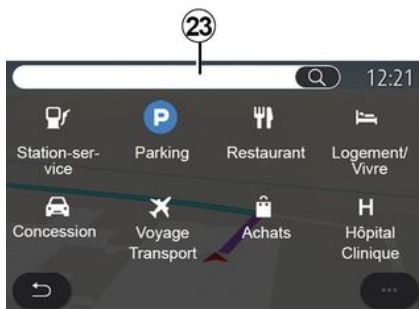 23
12:21
P
Station-ser-
vice
Parking
Restaurant
Logement/
Vivre
H
Concession
Voyage
Transport
Achats
Hôpital
Clinique